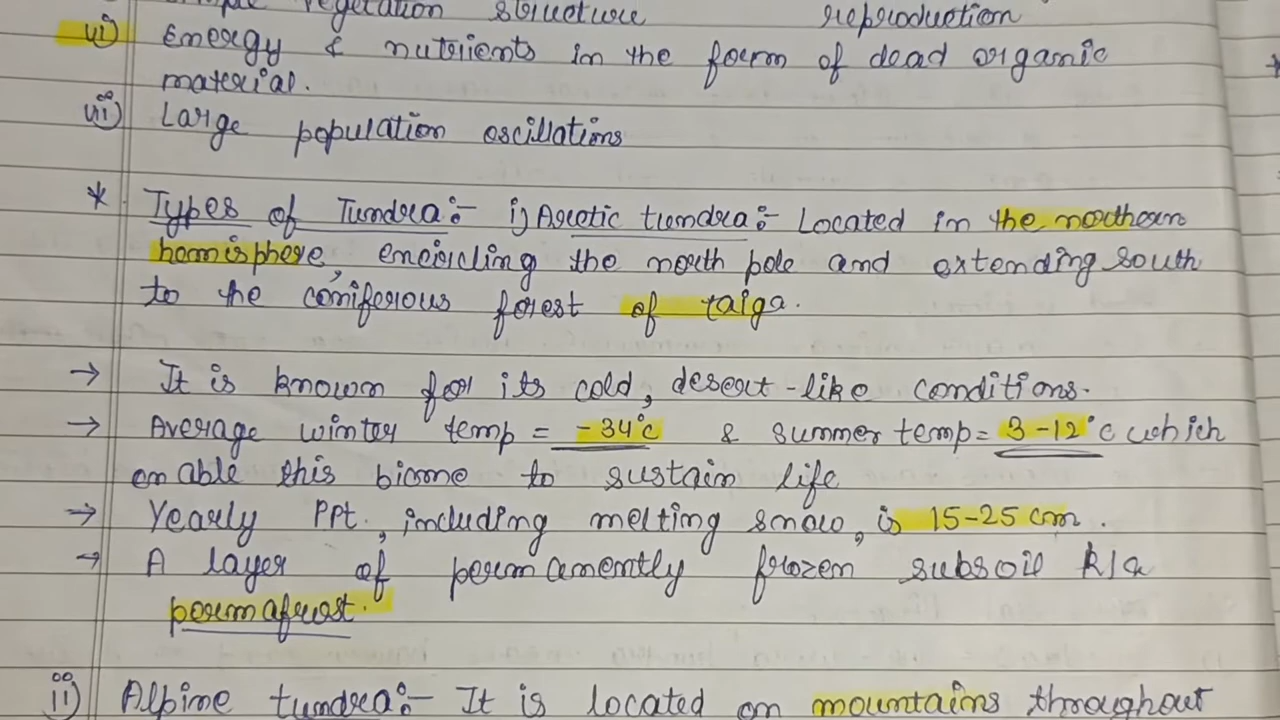 vegetation structure reproduction
vi) Energy & nutrients in the form of dead organic
material.
vii) Large population oscillations
* Types of Tundra:- i) Arctic tundra:- Located in the northern
hemisphere, encircling the north pole and extending south
to the coniferous forest of taiga.
→ It is known for its cold, desert-like conditions.
→ Average winter temp = -34°c & summer temp= 3-12°c which
enable this biome to sustain life
→ Yearly PPt., including melting snow, is 15-25 cm.
→ A layer of permanently frozen subsoil k/a
permafrost.
ii) Alpine tundra:- It is located on mountains throughout